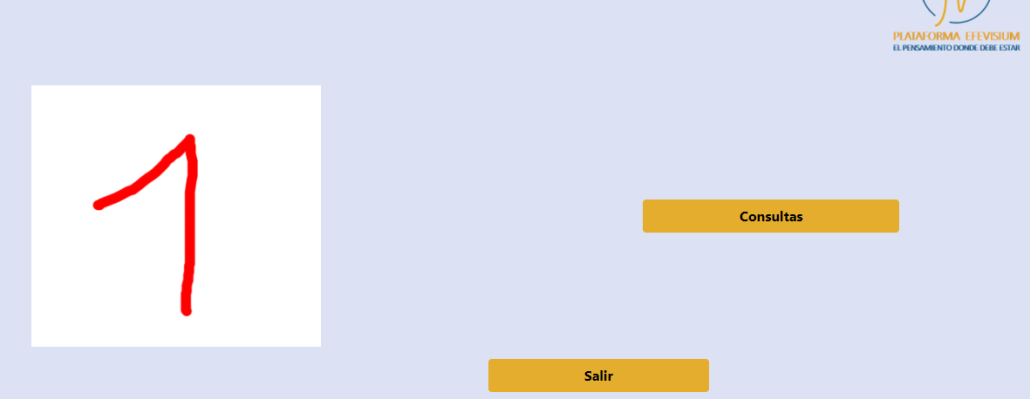 PLATAFORMA EFEVISIUM
EL PENSAMIENTO DONDE DEBE ESTAR
1
Consultas
Salir